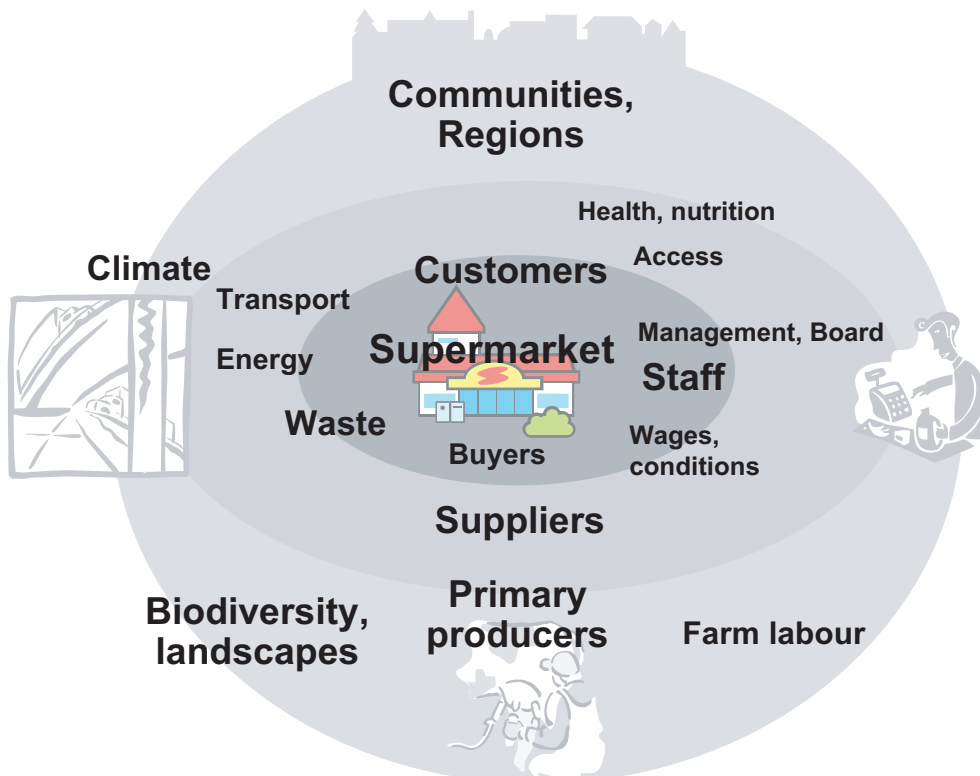 Communities,
Regions
Health, nutrition
Access
Climate
Customers
Transport
Management, Board
Energy
Supermarket
Staff
Waste
Wages,
conditions
Buyers
Suppliers
Primary
producers
Biodiversity,
landscapes
Farm labour